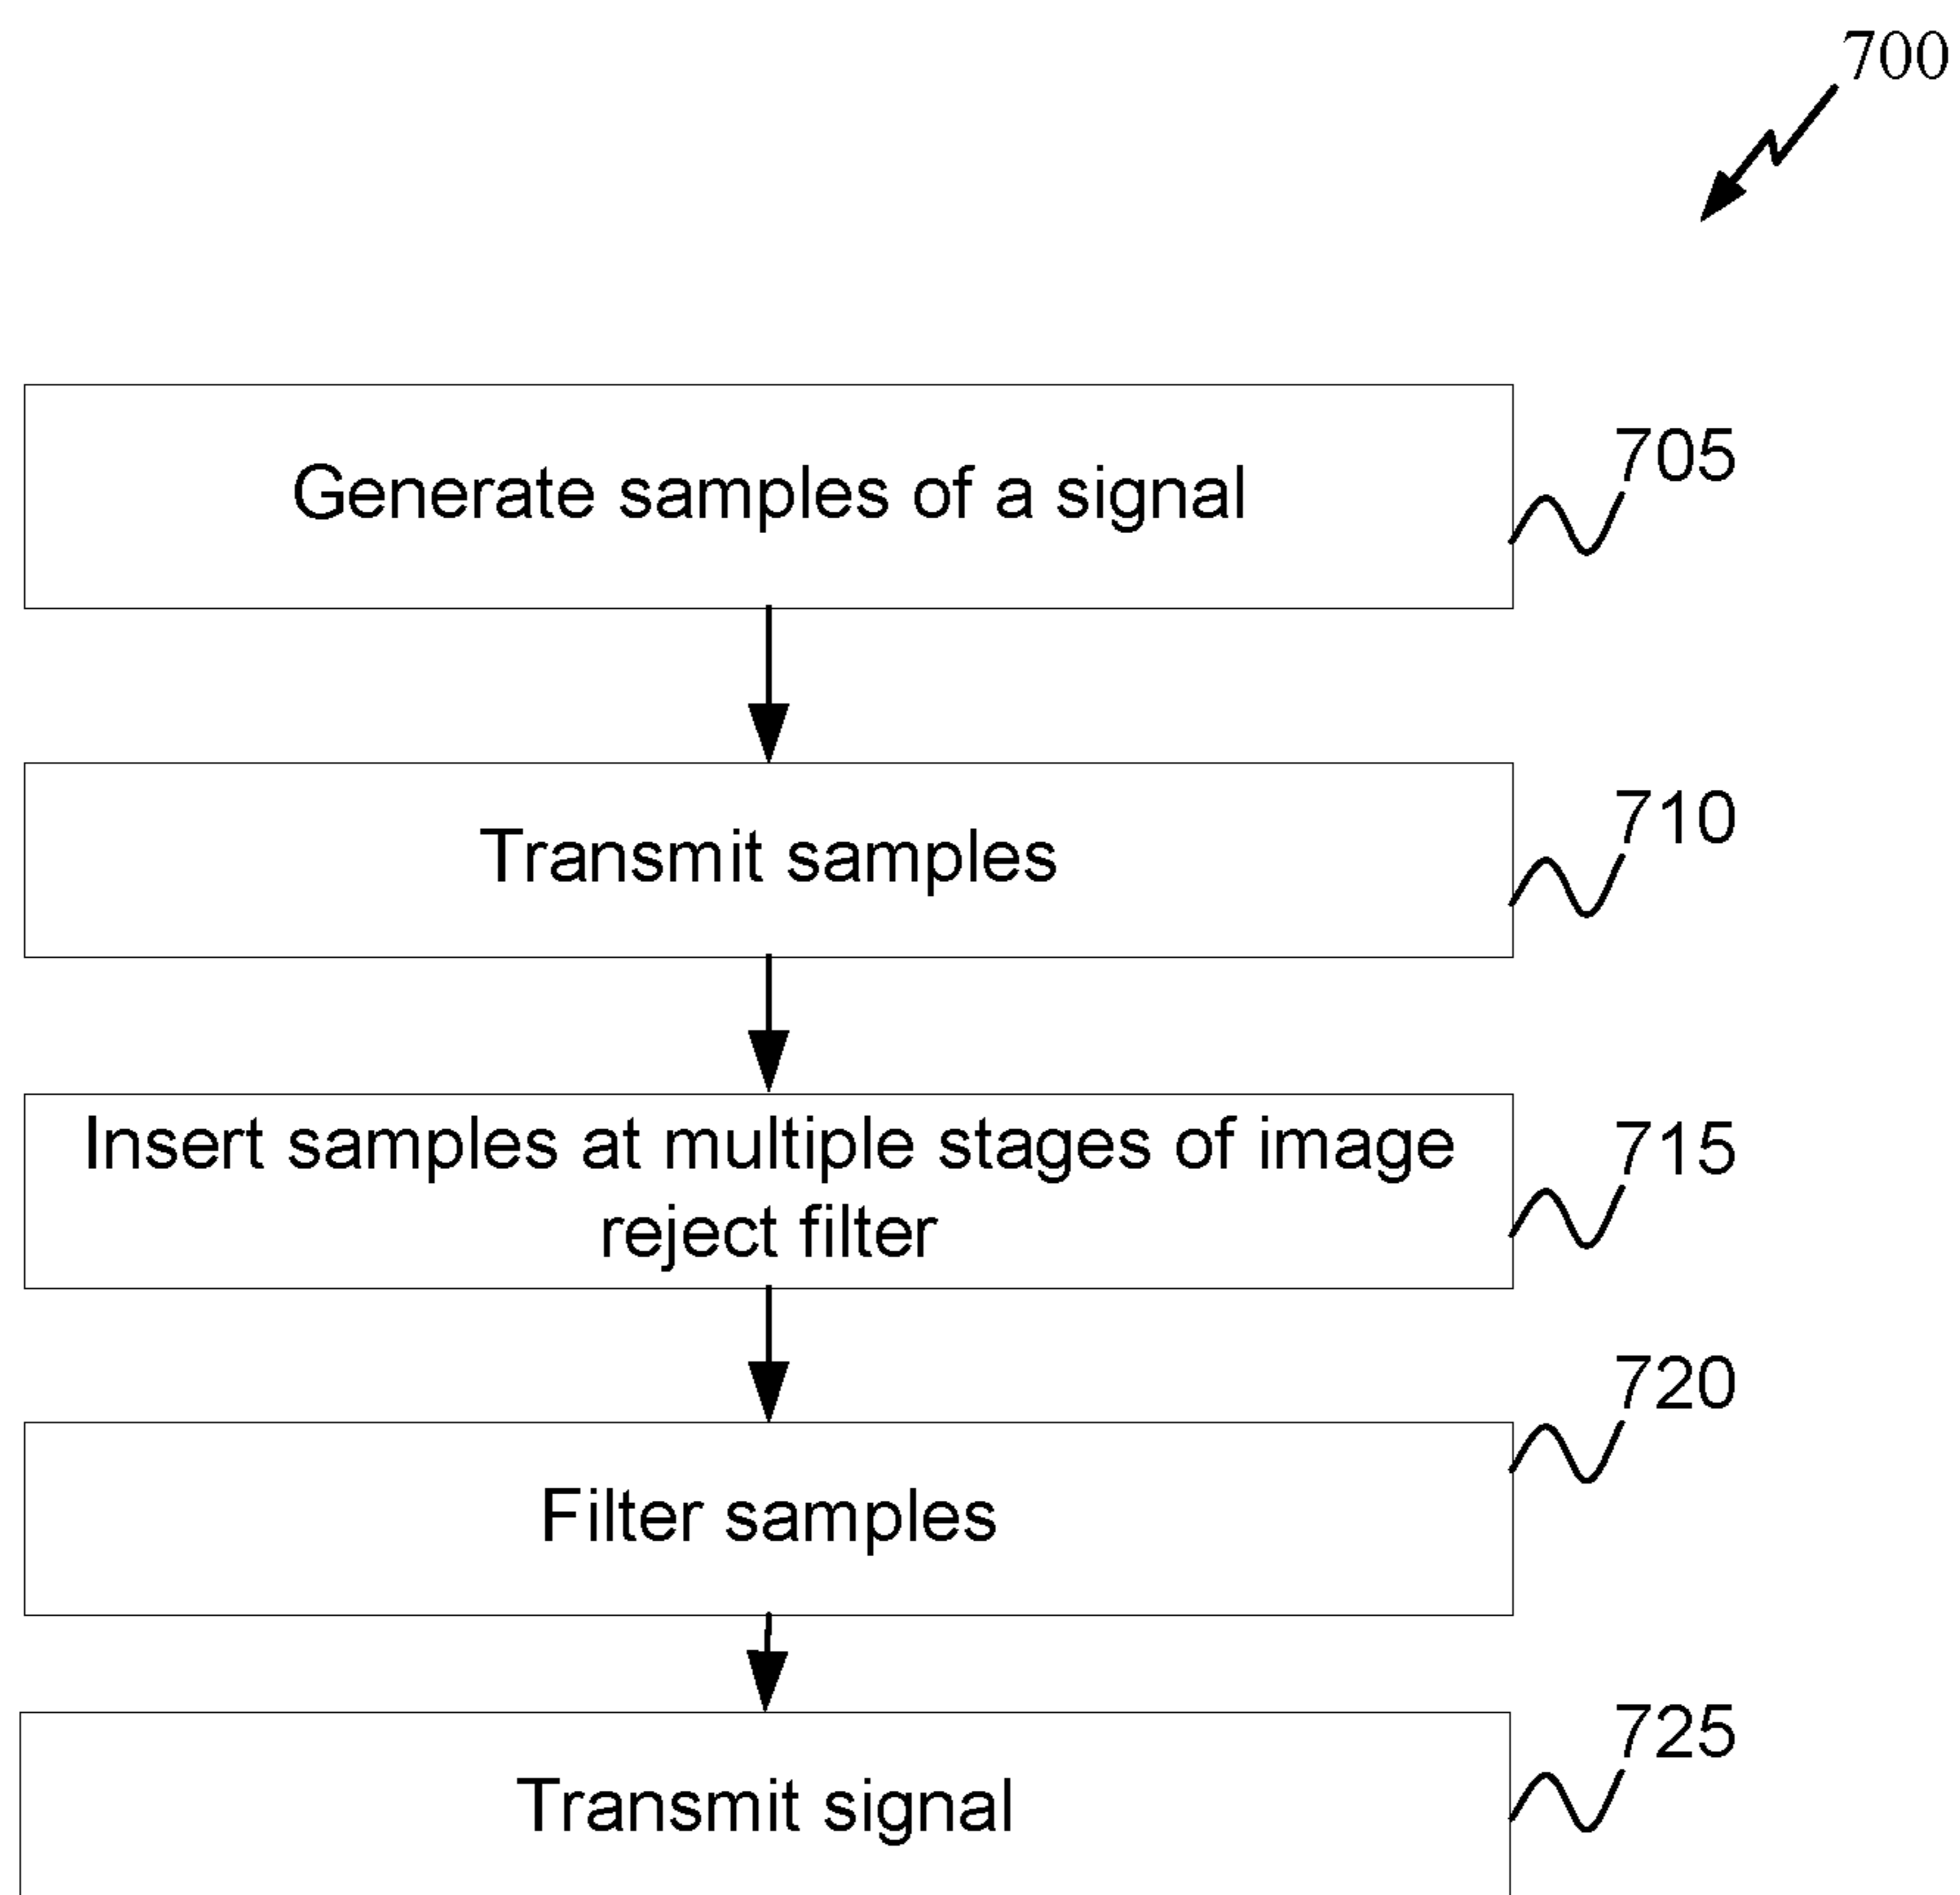 700
Generate samples of a signal
705
Transmit samples
710
Insert samples at multiple stages of image
reject filter
715
Filter samples
720
Transmit signal
725